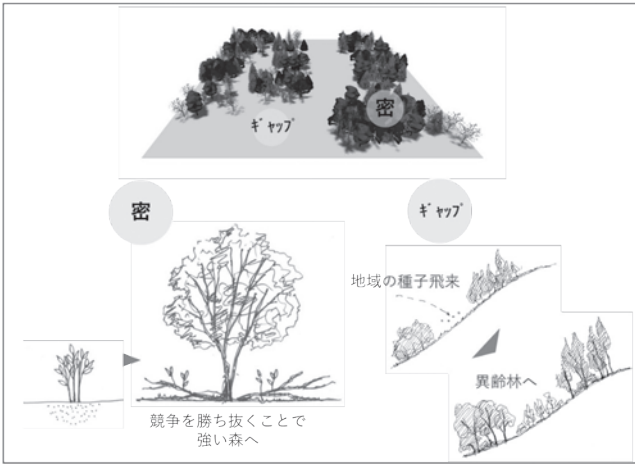 密
ギャップ
密
ギャップ
地域の種子飛来
異齢林へ
競争を勝ち抜くことで
強い森へ